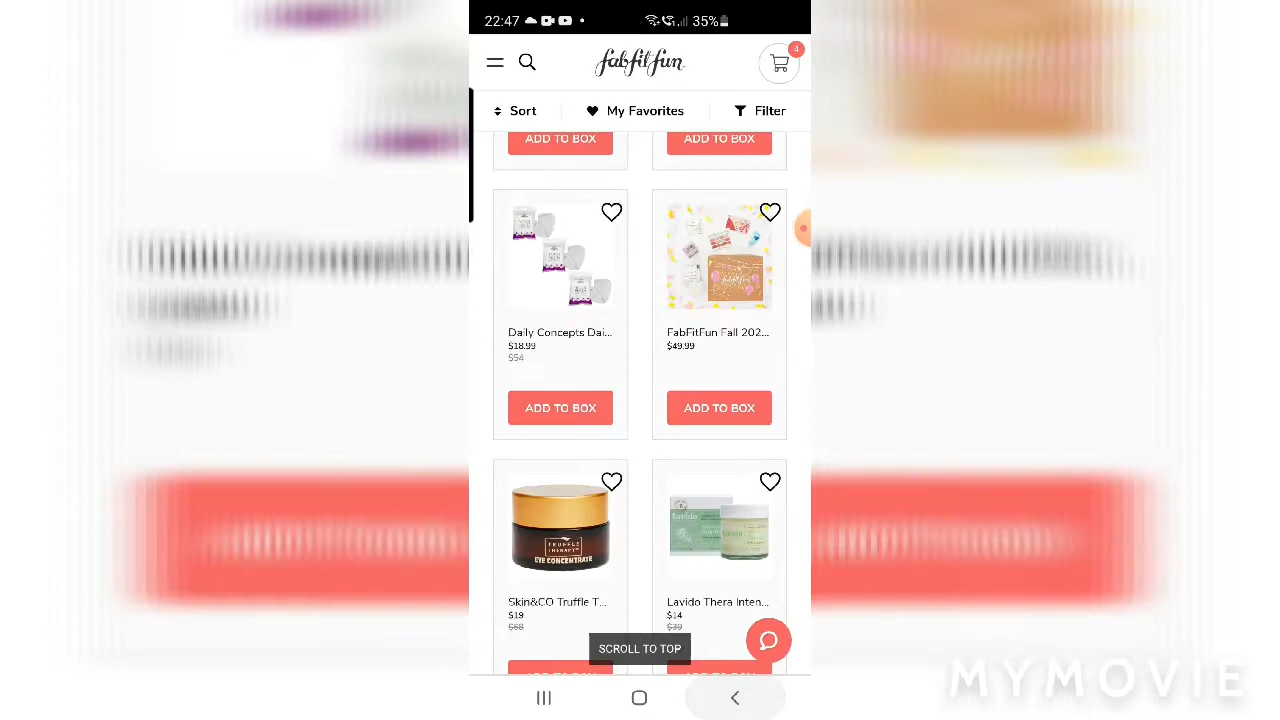 22:47
35%
fabfitfun
4
Sort
My Favorites
Filter
ADD TO BOX
ADD TO BOX
Daily Concepts Dai...
$18.99
$54
ADD TO BOX
FabFitFun Fall 202...
$49.99
ADD TO BOX
TRUFFLE
THERAPY
EYE CONCENTRATE
Skin&CO Truffle T...
$19
$68
lavido
Lavido Thera Inten...
$14
$39
SCROLL TO TOP
MYMOVIE